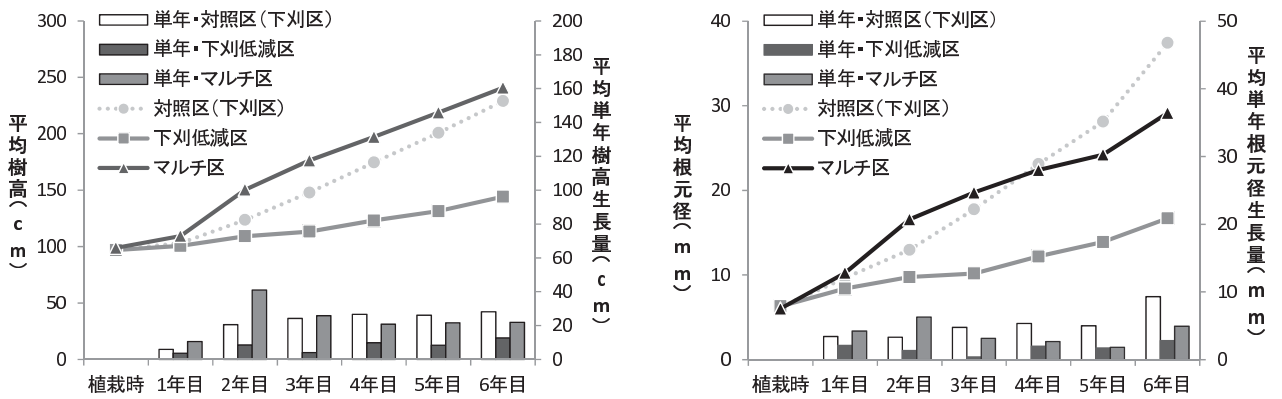 300
250
200
150
100
50
0
平均樹高(cm)
単年・対照区(下刈区)
単年・下刈低減区
単年・マルチ区
対照区(下刈区)
下刈低減区
マルチ区
200
180
160
140
120
100
80
60
40
20
0
平均単年樹高生長量(cm)
植栽時 1年目 2年目 3年目 4年目 5年目 6年目
40
30
20
10
0
平均根元径(mm)
単年・対照区(下刈区)
単年・下刈低減区
単年・マルチ区
対照区(下刈区)
下刈低減区
マルチ区
50
40
30
20
10
0
平均単年根元径生長量(mm)
植栽時 1年目 2年目 3年目 4年目 5年目 6年目